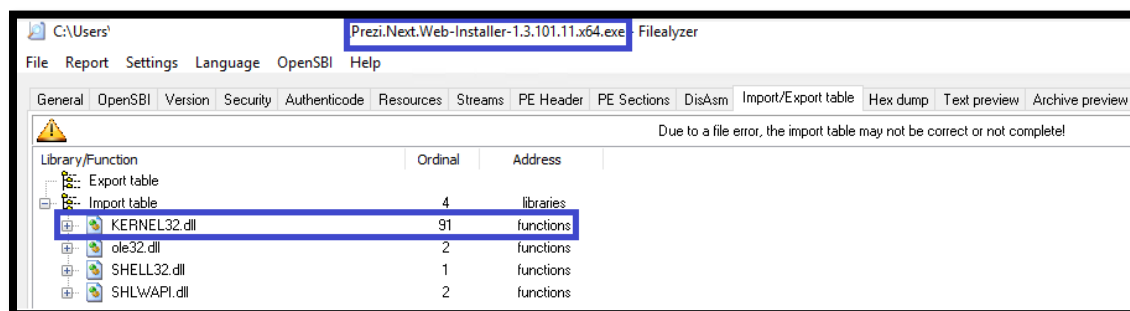 C:\Users' Prezi.Next.Web-Installer-1.3.101.11.x64.exe - Filealyzer
File Report Settings Language OpenSBI Help
General OpenSBI Version Security Authenticode Resources Streams PE Header PE Sections DisAsm Import/Export table Hex dump Text preview Archive preview
Due to a file error, the import table may not be correct or not complete!
Library/Function Ordinal Address
Export table
Import table 4 libraries
KERNEL32.dll 91 functions
ole32.dll 2 functions
SHELL32.dll 1 functions
SHLWAPI.dll 2 functions